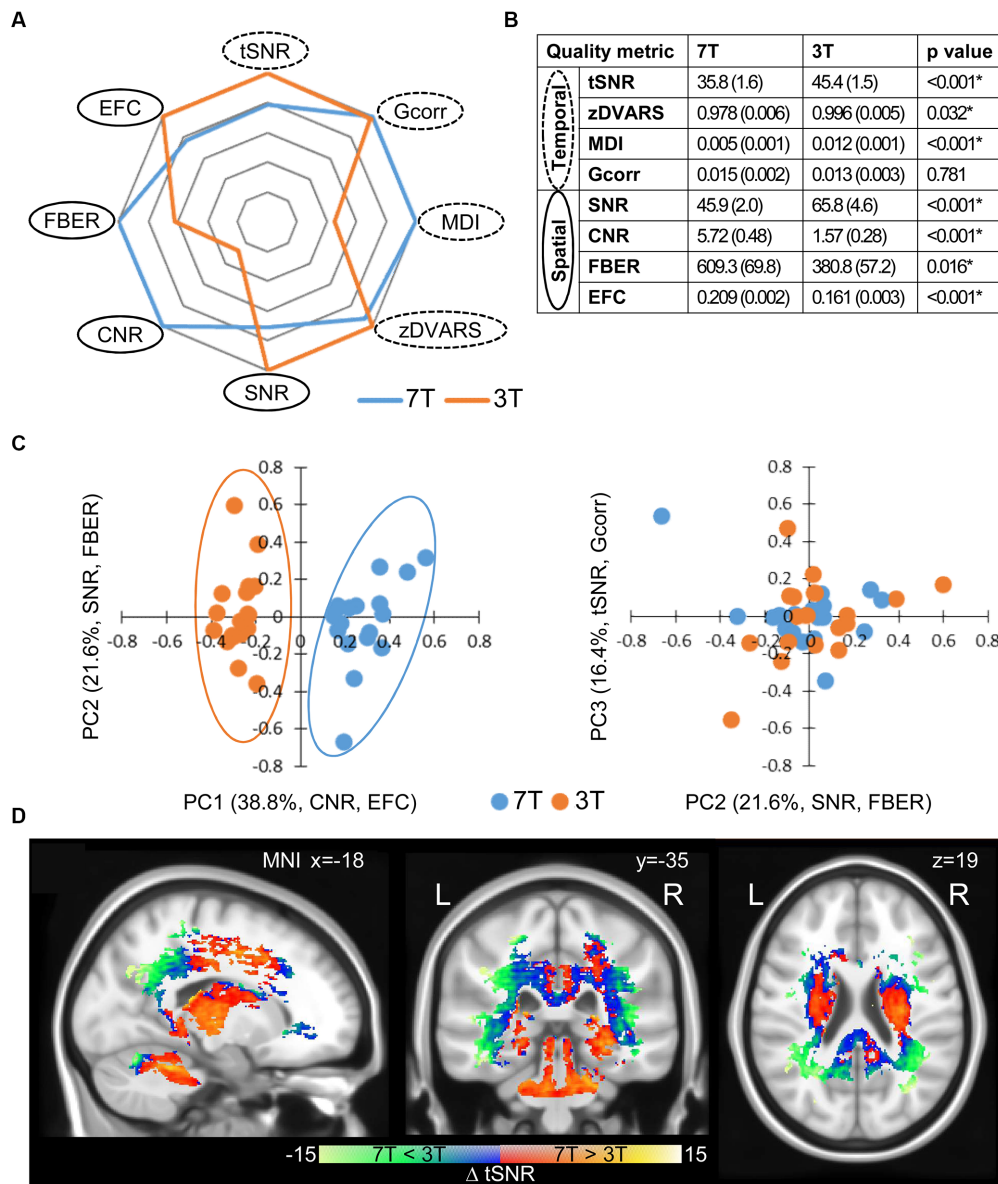 A
tSNR
EFC
Gcorr
FBER
MDI
CNR
zDVARS
SNR
7T 3T
B
Quality metric 7T 3T p value
Temporal
tSNR 35.8 (1.6) 45.4 (1.5) <0.001*
zDVARS 0.978 (0.006) 0.996 (0.005) 0.032*
MDI 0.005 (0.001) 0.012 (0.001) <0.001*
Gcorr 0.015 (0.002) 0.013 (0.003) 0.781
Spatial
SNR 45.9 (2.0) 65.8 (4.6) <0.001*
CNR 5.72 (0.48) 1.57 (0.28) <0.001*
FBER 609.3 (69.8) 380.8 (57.2) 0.016*
EFC 0.209 (0.002) 0.161 (0.003) <0.001*
C
PC2 (21.6%, SNR, FBER)
0.8
0.6
0.4
0.2
0
-0.2
-0.4
-0.6
-0.8
-0.8 -0.6 -0.4 -0.2 0 0.2 0.4 0.6 0.8
PC1 (38.8%, CNR, EFC)
PC3 (16.4%, tSNR, Gcorr)
0.8
0.6
0.4
0.2
0
-0.2
-0.4
-0.6
-0.8
-0.8 -0.6 -0.4 -0.2 0 0.2 0.4 0.6 0.8
PC2 (21.6%, SNR, FBER)
7T 3T
D
MNI x=-18
y=-35
z=19
L R
L R
-15 7T < 3T 7T > 3T 15
Δ tSNR